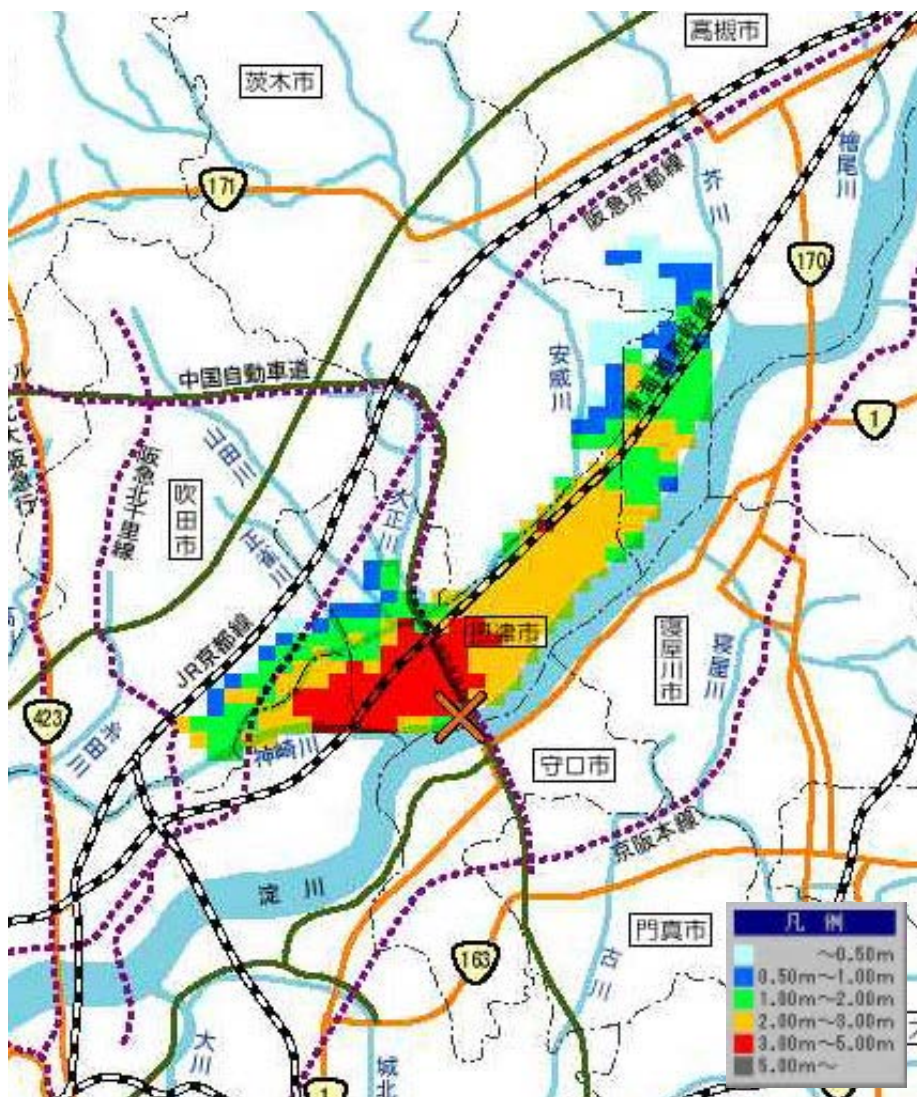 高槻市
茨木市
檜尾川
171
阪急京都線
芥川
170
安威川
中国自動車道
1
山田川
大正川
阪急北千里線
吹田市
正雀川
摂津市
JR京都線
寝屋川市
寝屋川
423
神崎川
守口市
京阪本線
淀川
凡例
～0.50m
0.50m～1.00m
1.00m～2.00m
2.00m～3.00m
3.00m～5.00m
5.00m～
門真市
163
古川
大川
城北
1